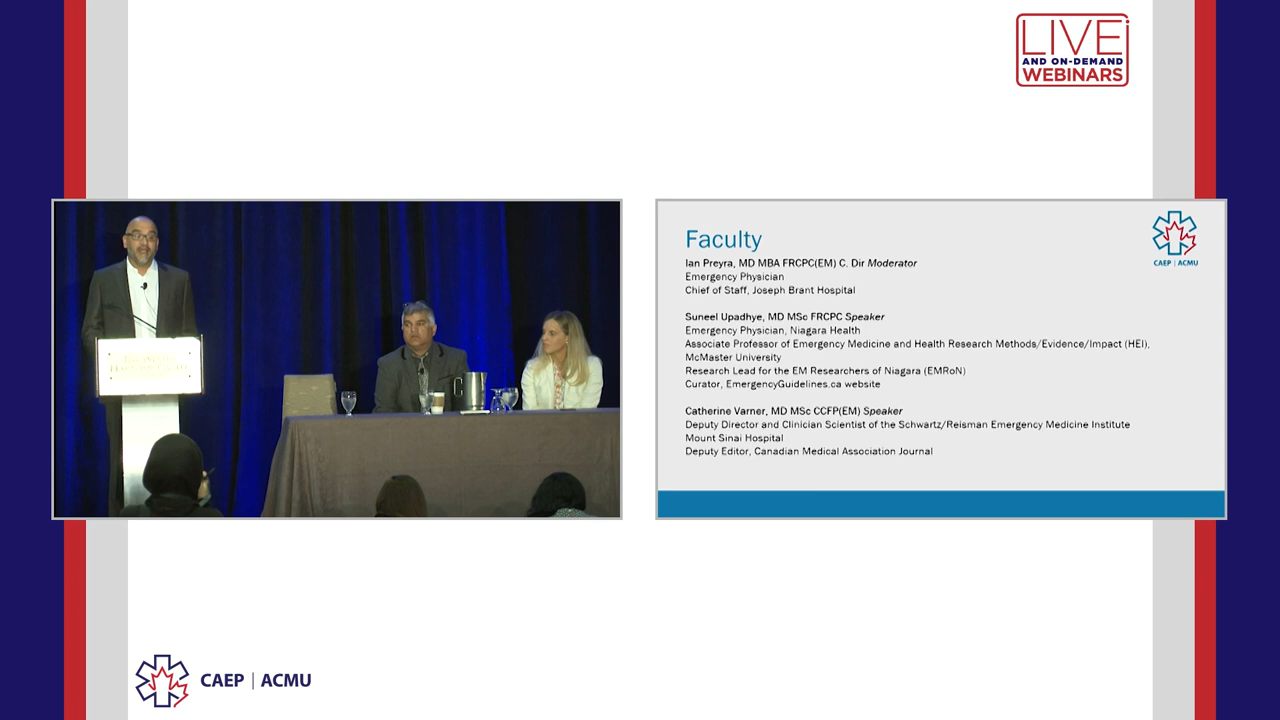 LIVE
AND ON-DEMAND
WEBINARS
Faculty
Ian Preyra, MD MBA FRCPC(EM) C. Dir Moderator
Emergency Physician
Chief of Staff, Joseph Brant Hospital
Suneel Upadhye, MD MSc FRCPC Speaker
Emergency Physician, Niagara Health
Associate Professor of Emergency Medicine and Health Research Methods/Evidence/Impact (HEI),
McMaster University
Research Lead for the EM Researchers of Niagara (EMRoN)
Curator, EmergencyGuidelines.ca website
Catherine Varner, MD MSc CCFP(EM) Speaker
Deputy Director and Clinician Scientist of the Schwartz/Reisman Emergency Medicine Institute
Mount Sinai Hospital
Deputy Editor, Canadian Medical Association Journal
CAEP | ACMU
CAEP | ACMU